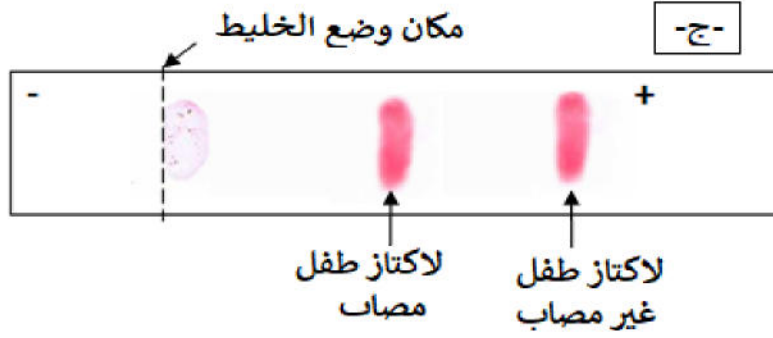 -ج-
مكان وضع الخليط
- +
لاكتاز طفل
مصاب
لاكتاز طفل
غير مصاب